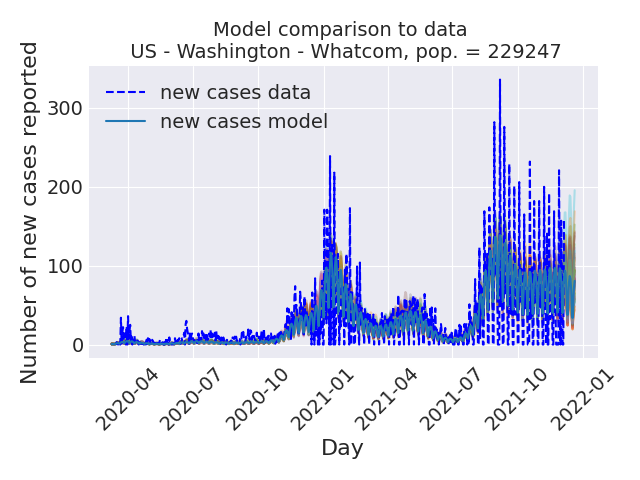 Model comparison to data
US - Washington - Whatcom, pop. = 229247
Number of new cases reported
300
200
100
0
new cases data
new cases model
2020-04
2020-07
2020-10
2021-01
2021-04
2021-07
2021-10
2022-01
Day